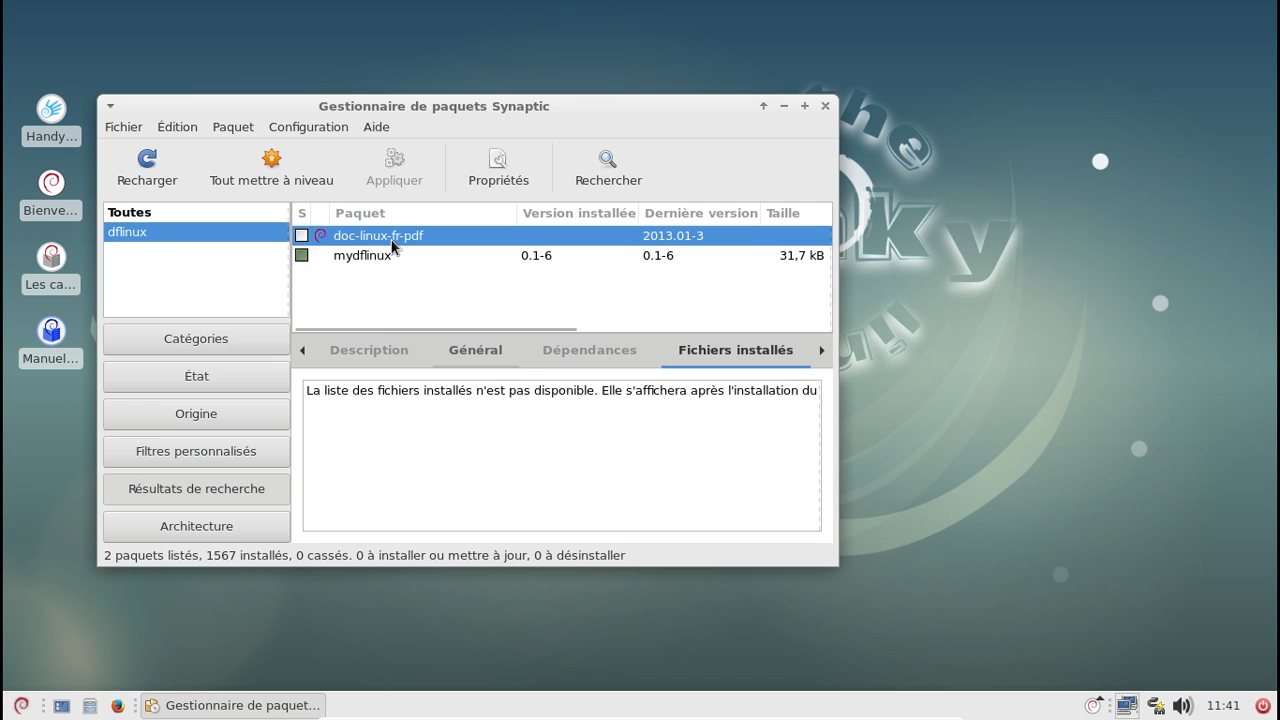 the
nky
Handy...
Bienve...
Les ca...
Manuel...
Gestionnaire de paquets Synaptic
Fichier Édition Paquet Configuration Aide
Recharger Tout mettre à niveau Appliquer Propriétés Rechercher
Toutes
dflinux
S Paquet Version installée Dernière version Taille
doc-linux-fr-pdf 2013.01-3
mydflinux 0.1-6 0.1-6 31,7 kB
Catégories
État
Origine
Filtres personnalisés
Résultats de recherche
Architecture
Description Général Dépendances Fichiers installés
La liste des fichiers installés n'est pas disponible. Elle s'affichera après l'installation du
2 paquets listés, 1567 installés, 0 cassés. 0 à installer ou mettre à jour, 0 à désinstaller
Gestionnaire de paquet...
11:41